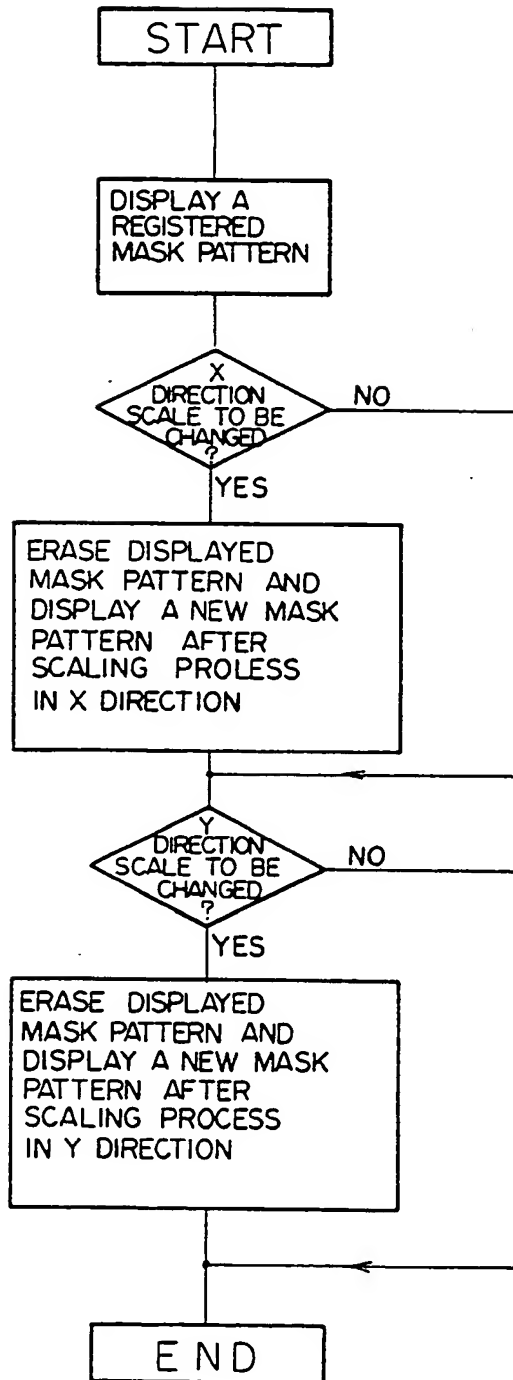 START
DISPLAY A
REGISTERED
MASK PATTERN
X
DIRECTION
SCALE TO BE
CHANGED
?
NO
YES
ERASE DISPLAYED
MASK PATTERN AND
DISPLAY A NEW MASK
PATTERN AFTER
SCALING PROLESS
IN X DIRECTION
Y
DIRECTION
SCALE TO BE
CHANGED
?
NO
YES
ERASE DISPLAYED
MASK PATTERN AND
DISPLAY A NEW MASK
PATTERN AFTER
SCALING PROCESS
IN Y DIRECTION
END